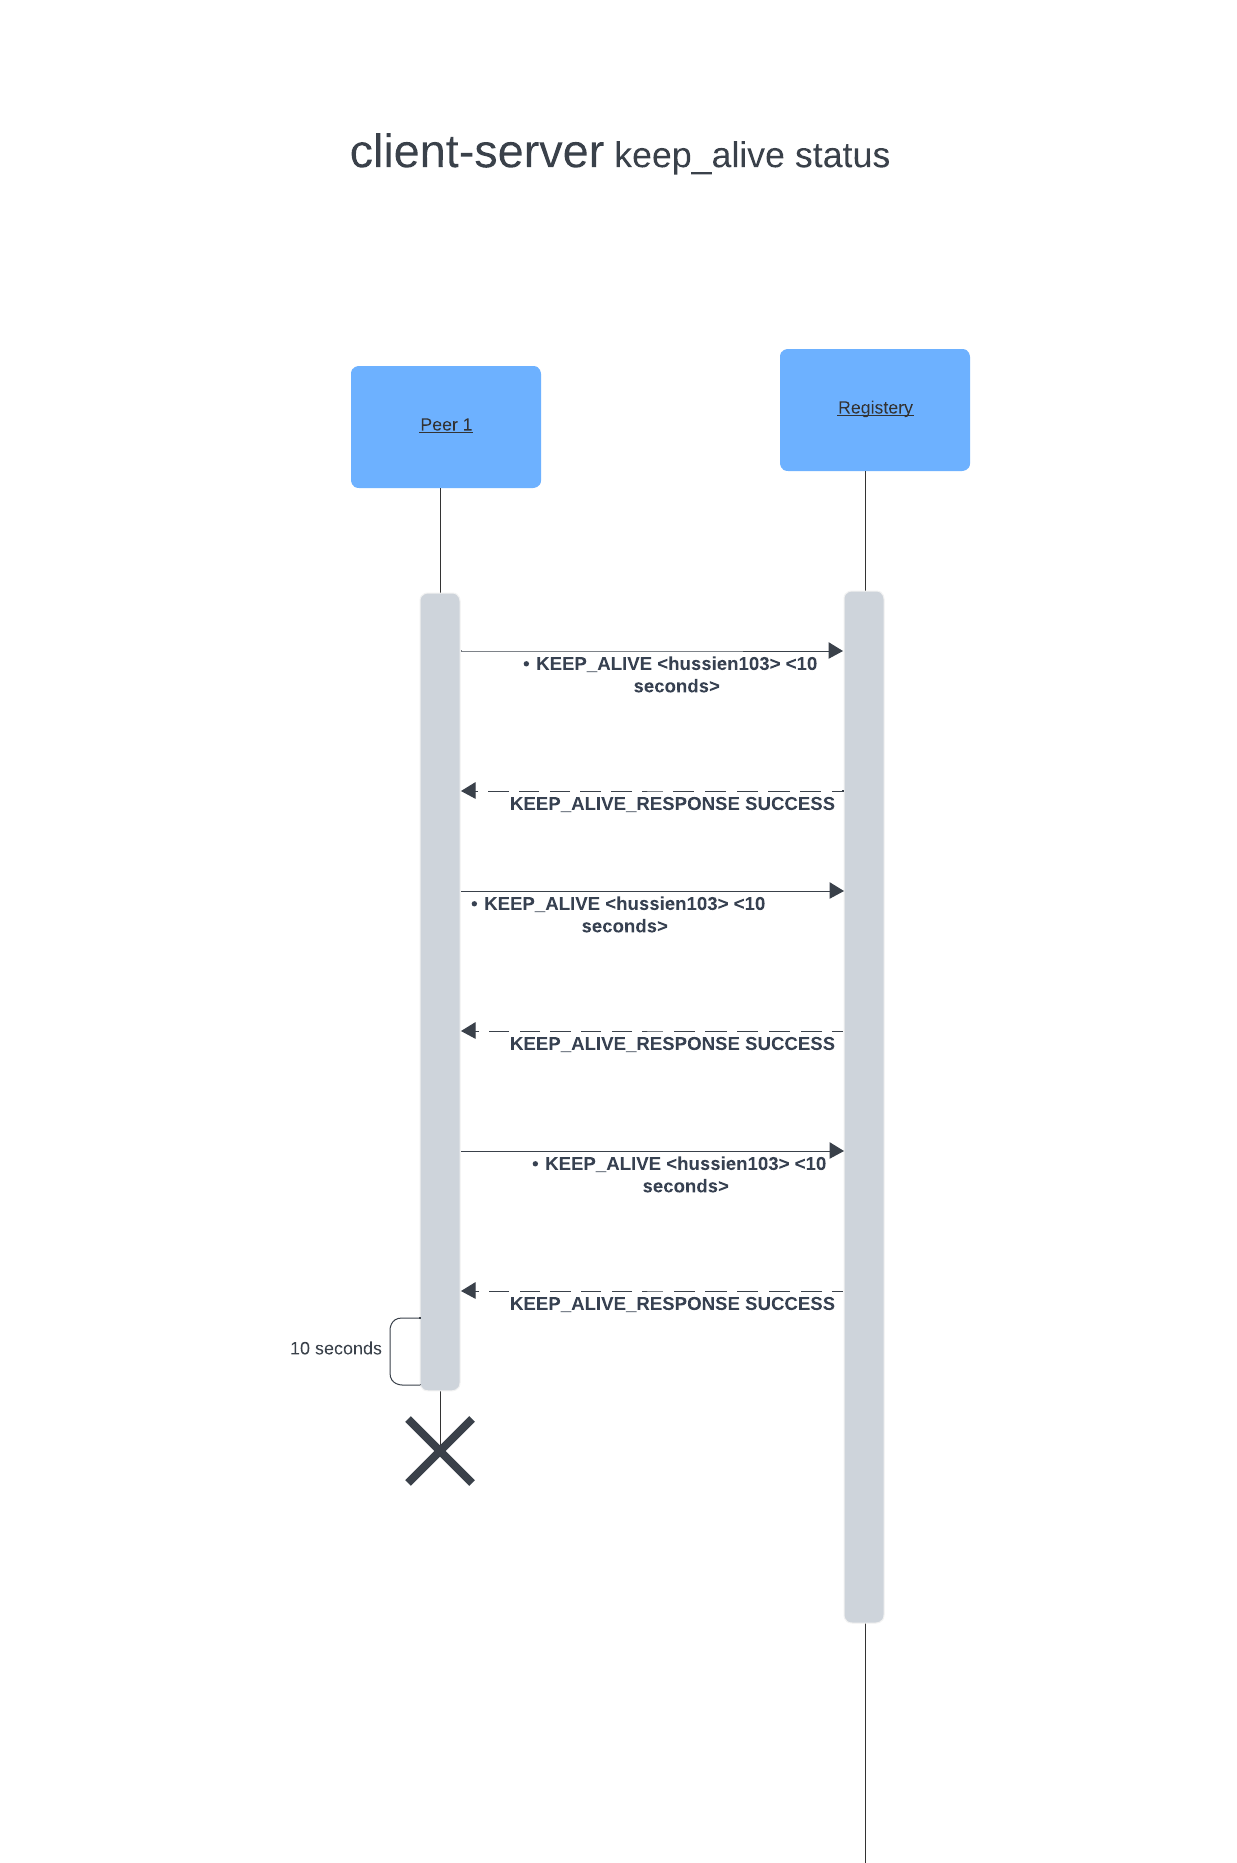 client-server keep_alive status
Peer 1
Registery
• KEEP_ALIVE <hussien103> <10
seconds>
KEEP_ALIVE_RESPONSE SUCCESS
• KEEP_ALIVE <hussien103> <10
seconds>
KEEP_ALIVE_RESPONSE SUCCESS
• KEEP_ALIVE <hussien103> <10
seconds>
KEEP_ALIVE_RESPONSE SUCCESS
10 seconds